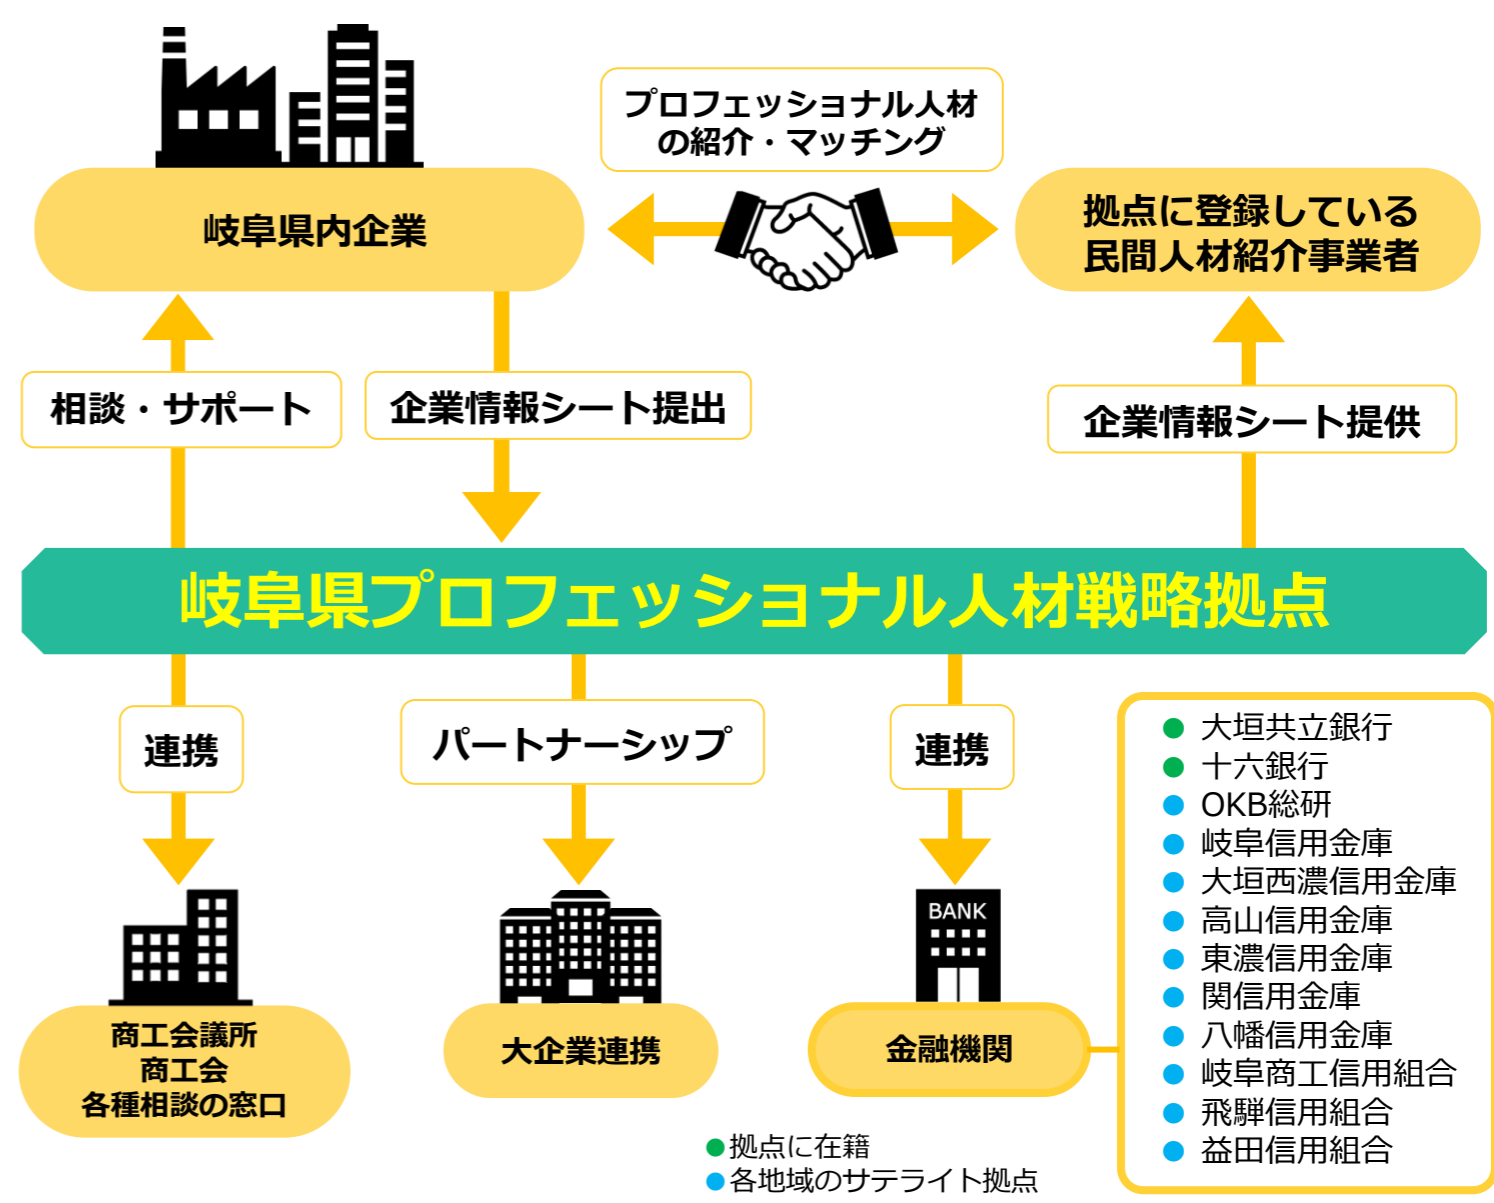 プロフェッショナル人材
の紹介・マッチング
岐阜県内企業
拠点に登録している
民間人材紹介事業者
相談・サポート
企業情報シート提出
企業情報シート提供
岐阜県プロフェッショナル人材戦略拠点
連携
パートナーシップ
連携
BANK
商工会議所
商工会
各種相談の窓口
大企業連携
金融機関
● 大垣共立銀行
● 十六銀行
● OKB総研
● 岐阜信用金庫
● 大垣西濃信用金庫
● 高山信用金庫
● 東濃信用金庫
● 関信用金庫
● 八幡信用金庫
● 岐阜商工信用組合
● 飛騨信用組合
● 益田信用組合
●拠点に在籍
●各地域のサテライト拠点